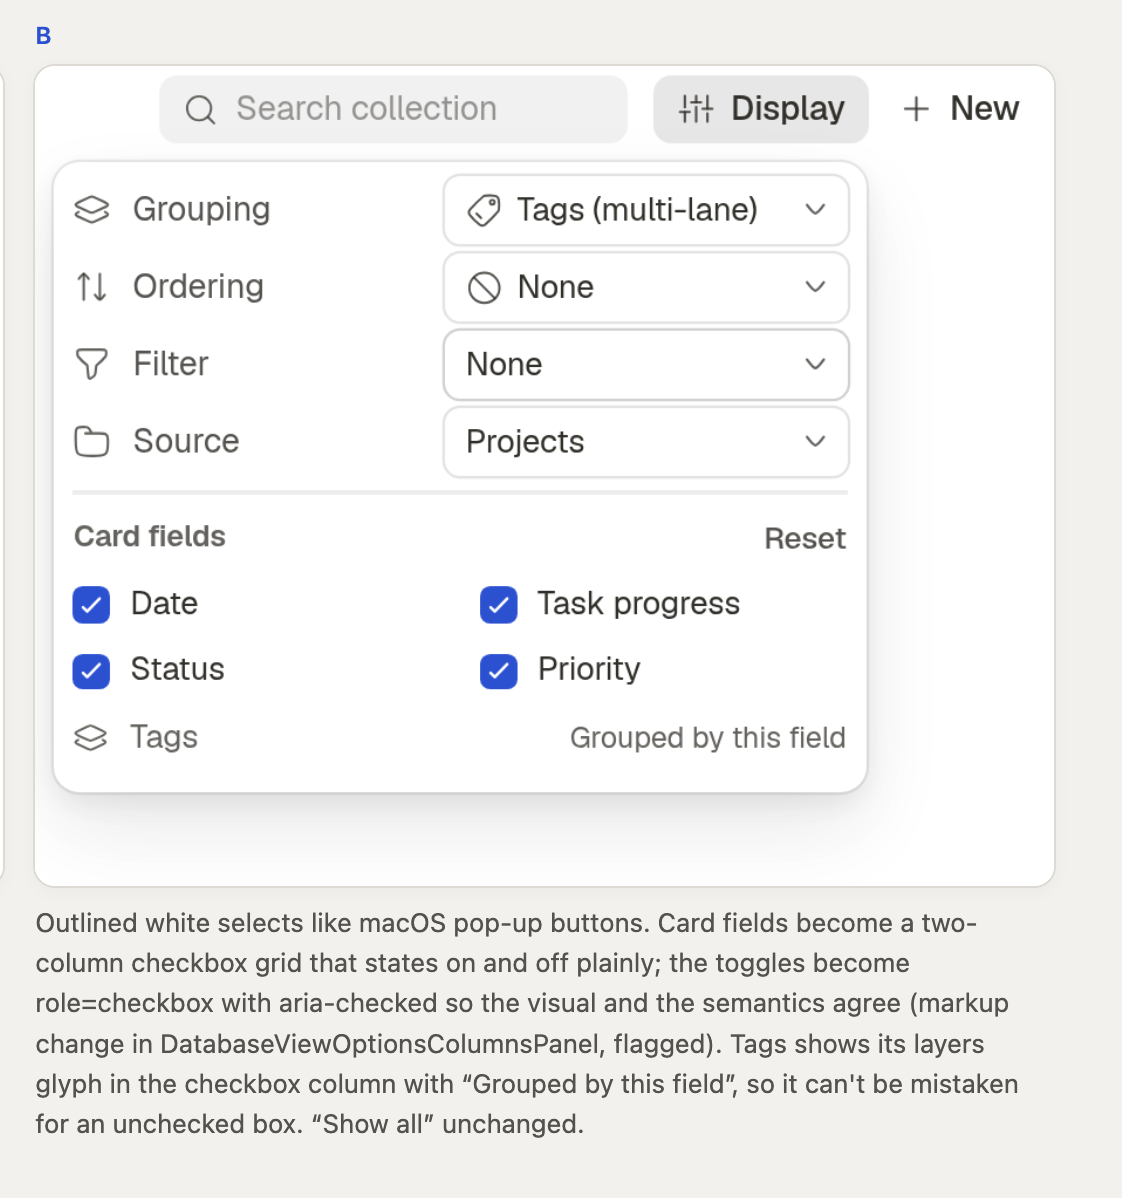 B
Search collection
Display
New
Grouping
Tags (multi-lane)
Ordering
None
Filter
None
Source
Projects
Card fields
Reset
Date
Task progress
Status
Priority
Tags
Grouped by this field
Outlined white selects like macOS pop-up buttons. Card fields become a two-
column checkbox grid that states on and off plainly; the toggles become
role=checkbox with aria-checked so the visual and the semantics agree (markup
change in DatabaseViewOptionsColumnsPanel, flagged). Tags shows its layers
glyph in the checkbox column with “Grouped by this field”, so it can't be mistaken
for an unchecked box. “Show all” unchanged.